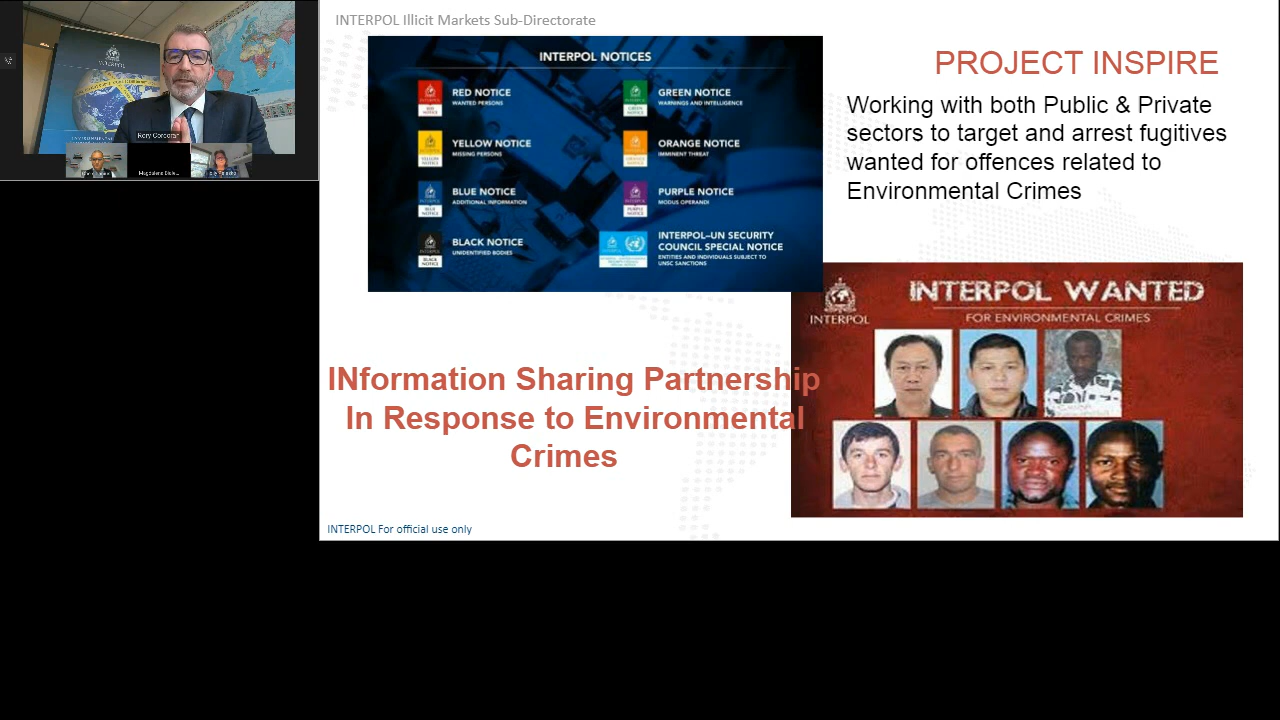 INTERPOL Illicit Markets Sub-Directorate
INTERPOL
Rory Corcoran
INTERPOL NOTICES
RED NOTICE
WANTED PERSONS
YELLOW NOTICE
MISSING PERSONS
BLUE NOTICE
ADDITIONAL INFORMATION
BLACK NOTICE
UNIDENTIFIED BODIES
GREEN NOTICE
WARNINGS AND INTELLIGENCE
ORANGE NOTICE
IMMINENT THREAT
PURPLE NOTICE
MODUS OPERANDI
INTERPOL–UN SECURITY
COUNCIL SPECIAL NOTICE
ENTITIES AND INDIVIDUALS SUBJECT TO
UNSC SANCTIONS
PROJECT INSPIRE
Working with both Public & Private
sectors to target and arrest fugitives
wanted for offences related to
Environmental Crimes
INTERPOL
INTERPOL WANTED
FOR ENVIRONMENTAL CRIMES
INformation Sharing Partnership
In Response to Environmental
Crimes
INTERPOL For official use only